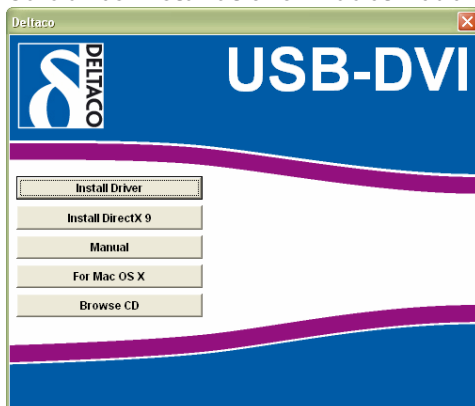 Deltaco
DELTACO
USB-DVI
Install Driver
Install DirectX 9
Manual
For Mac OS X
Browse CD